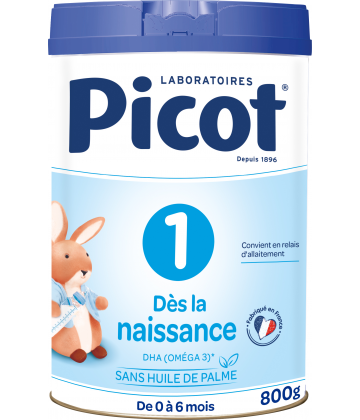 LABORATOIRES
Picot®
Depuis 1896
1
Convient en relais
d'allaitement
Dès la
naissance
Fabriqué en France
DHA (OMÉGA 3)*
SANS HUILE DE PALME
De 0 à 6 mois
800g